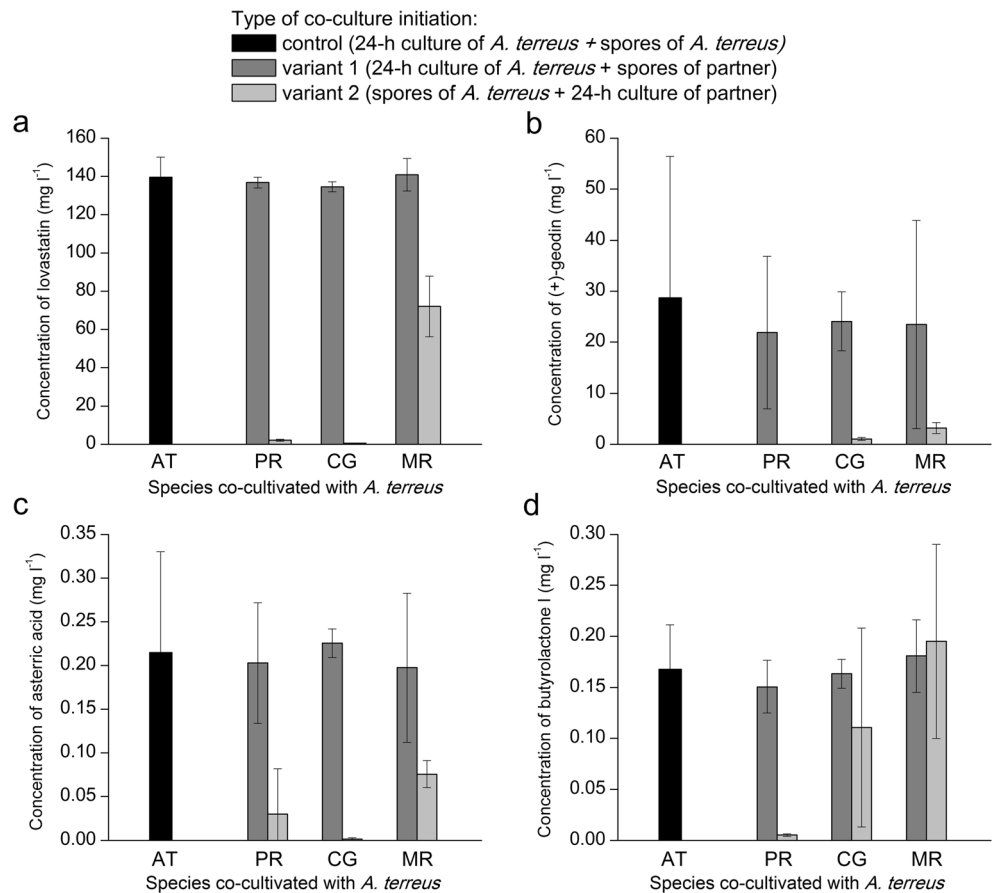 Type of co-culture initiation:
control (24-h culture of A. terreus + spores of A. terreus)
variant 1 (24-h culture of A. terreus + spores of partner)
variant 2 (spores of A. terreus + 24-h culture of partner)
a
Concentration of lovastatin (mg l⁻¹)
160
140
120
100
80
60
40
20
0
AT PR CG MR
Species co-cultivated with A. terreus
b
Concentration of (+)-geodin (mg l⁻¹)
60
50
40
30
20
10
0
AT PR CG MR
Species co-cultivated with A. terreus
c
Concentration of asterric acid (mg l⁻¹)
0.35
0.30
0.25
0.20
0.15
0.10
0.05
0.00
AT PR CG MR
Species co-cultivated with A. terreus
d
Concentration of butyrolactone I (mg l⁻¹)
0.30
0.25
0.20
0.15
0.10
0.05
0.00
AT PR CG MR
Species co-cultivated with A. terreus